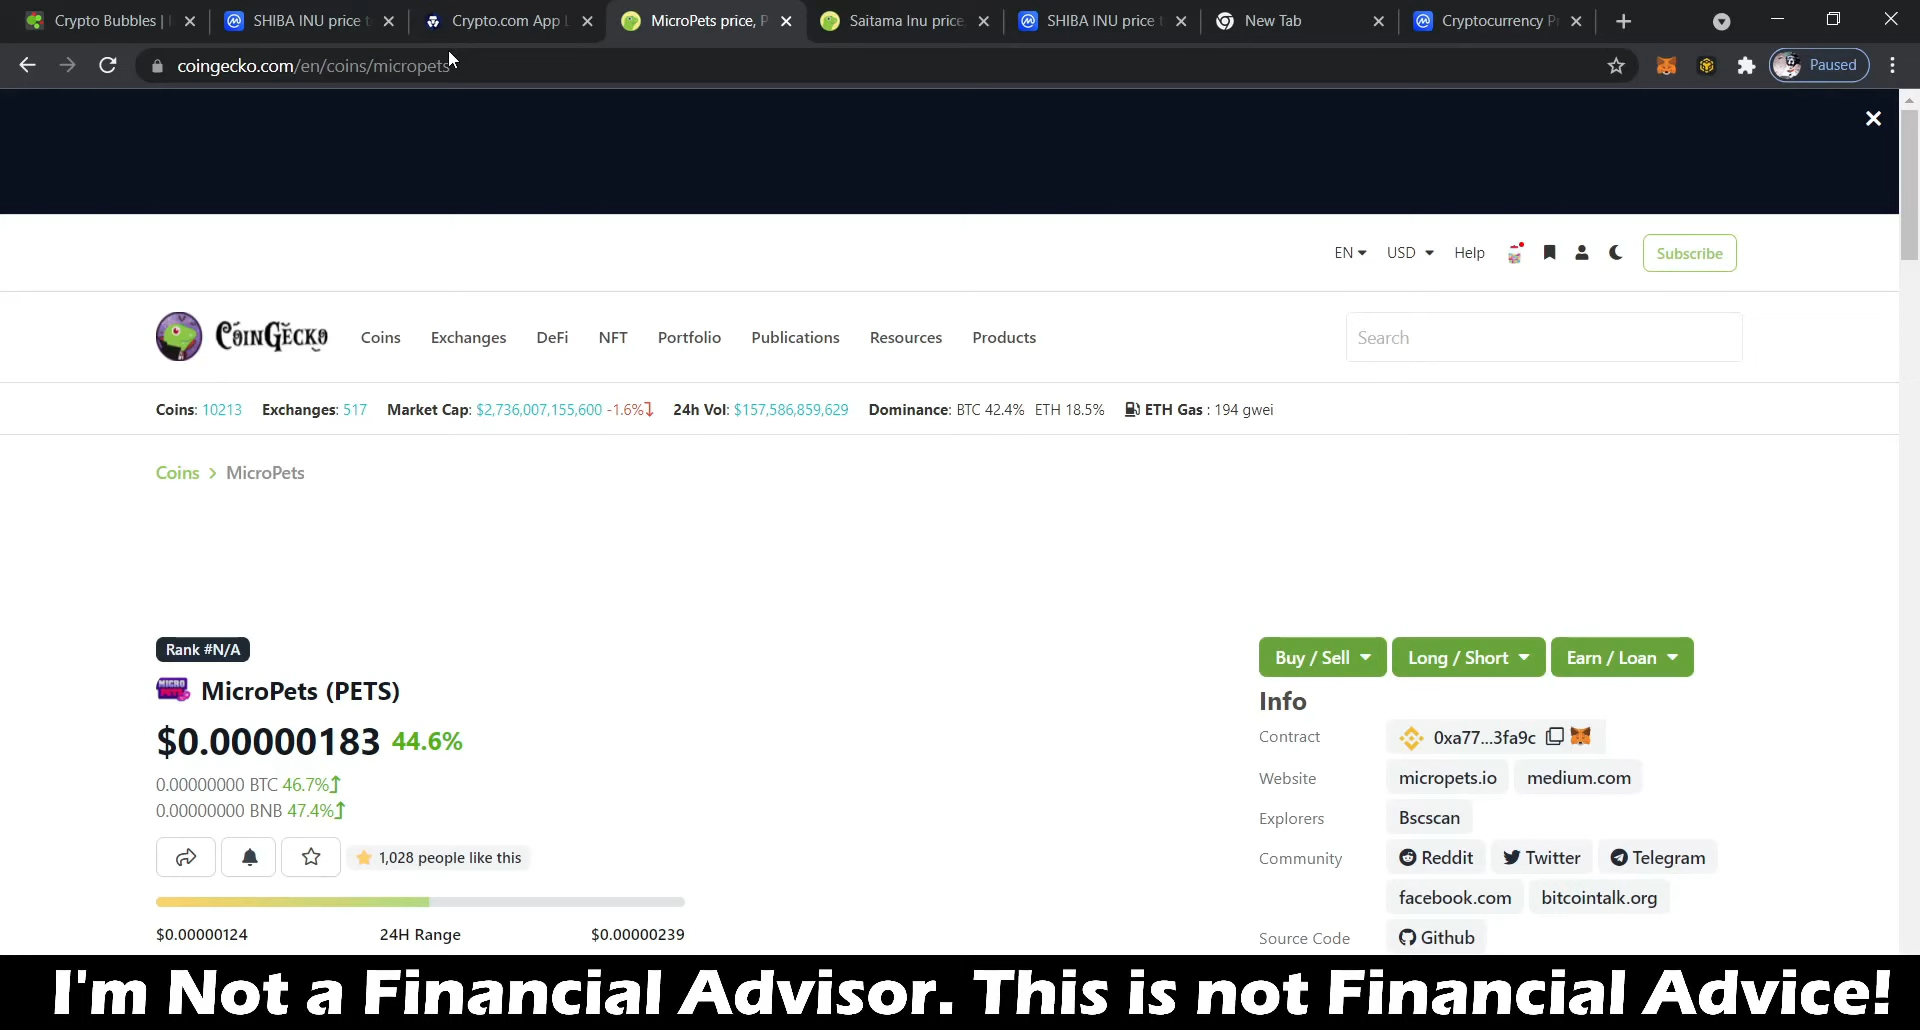 Crypto Bubbles | SHIBA INU price t Crypto.com App L MicroPets price, P Saitama Inu price, SHIBA INU price t New Tab Cryptocurrency Pr
coingecko.com/en/coins/micropets Paused
EN USD Help Subscribe
CoinGecko Coins Exchanges DeFi NFT Portfolio Publications Resources Products Search
Coins: 10213 Exchanges: 517 Market Cap: $2,736,007,155,600 -1.6% 24h Vol: $157,586,859,629 Dominance: BTC 42.4% ETH 18.5% ETH Gas : 194 gwei
Coins > MicroPets
Rank #N/A
MICRO PETS MicroPets (PETS)
$0.00000183 44.6%
0.00000000 BTC 46.7%
0.00000000 BNB 47.4%
1,028 people like this
$0.00000124 24H Range $0.00000239
Buy / Sell Long / Short Earn / Loan
Info
Contract 0xa77...3fa9c
Website micropets.io medium.com
Explorers Bscscan
Community Reddit Twitter Telegram
facebook.com bitcointalk.org
Source Code Github
I'm Not a Financial Advisor. This is not Financial Advice!